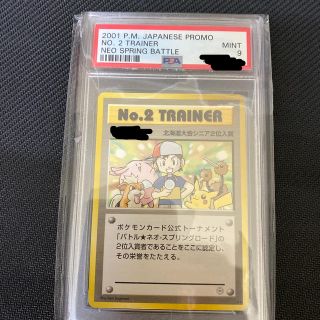 2001 P.M. JAPANESE PROMO
NO. 2 TRAINER MINT
NEO SPRING BATTLE PSA 9
No.2 TRAINER
北海道大会シニア2位入賞
ポケモンカード公式トーナメント
「バトル★ネオ・スプリングロード」の
2位入賞者であることをここに認定し、
その栄誉をたたえる。